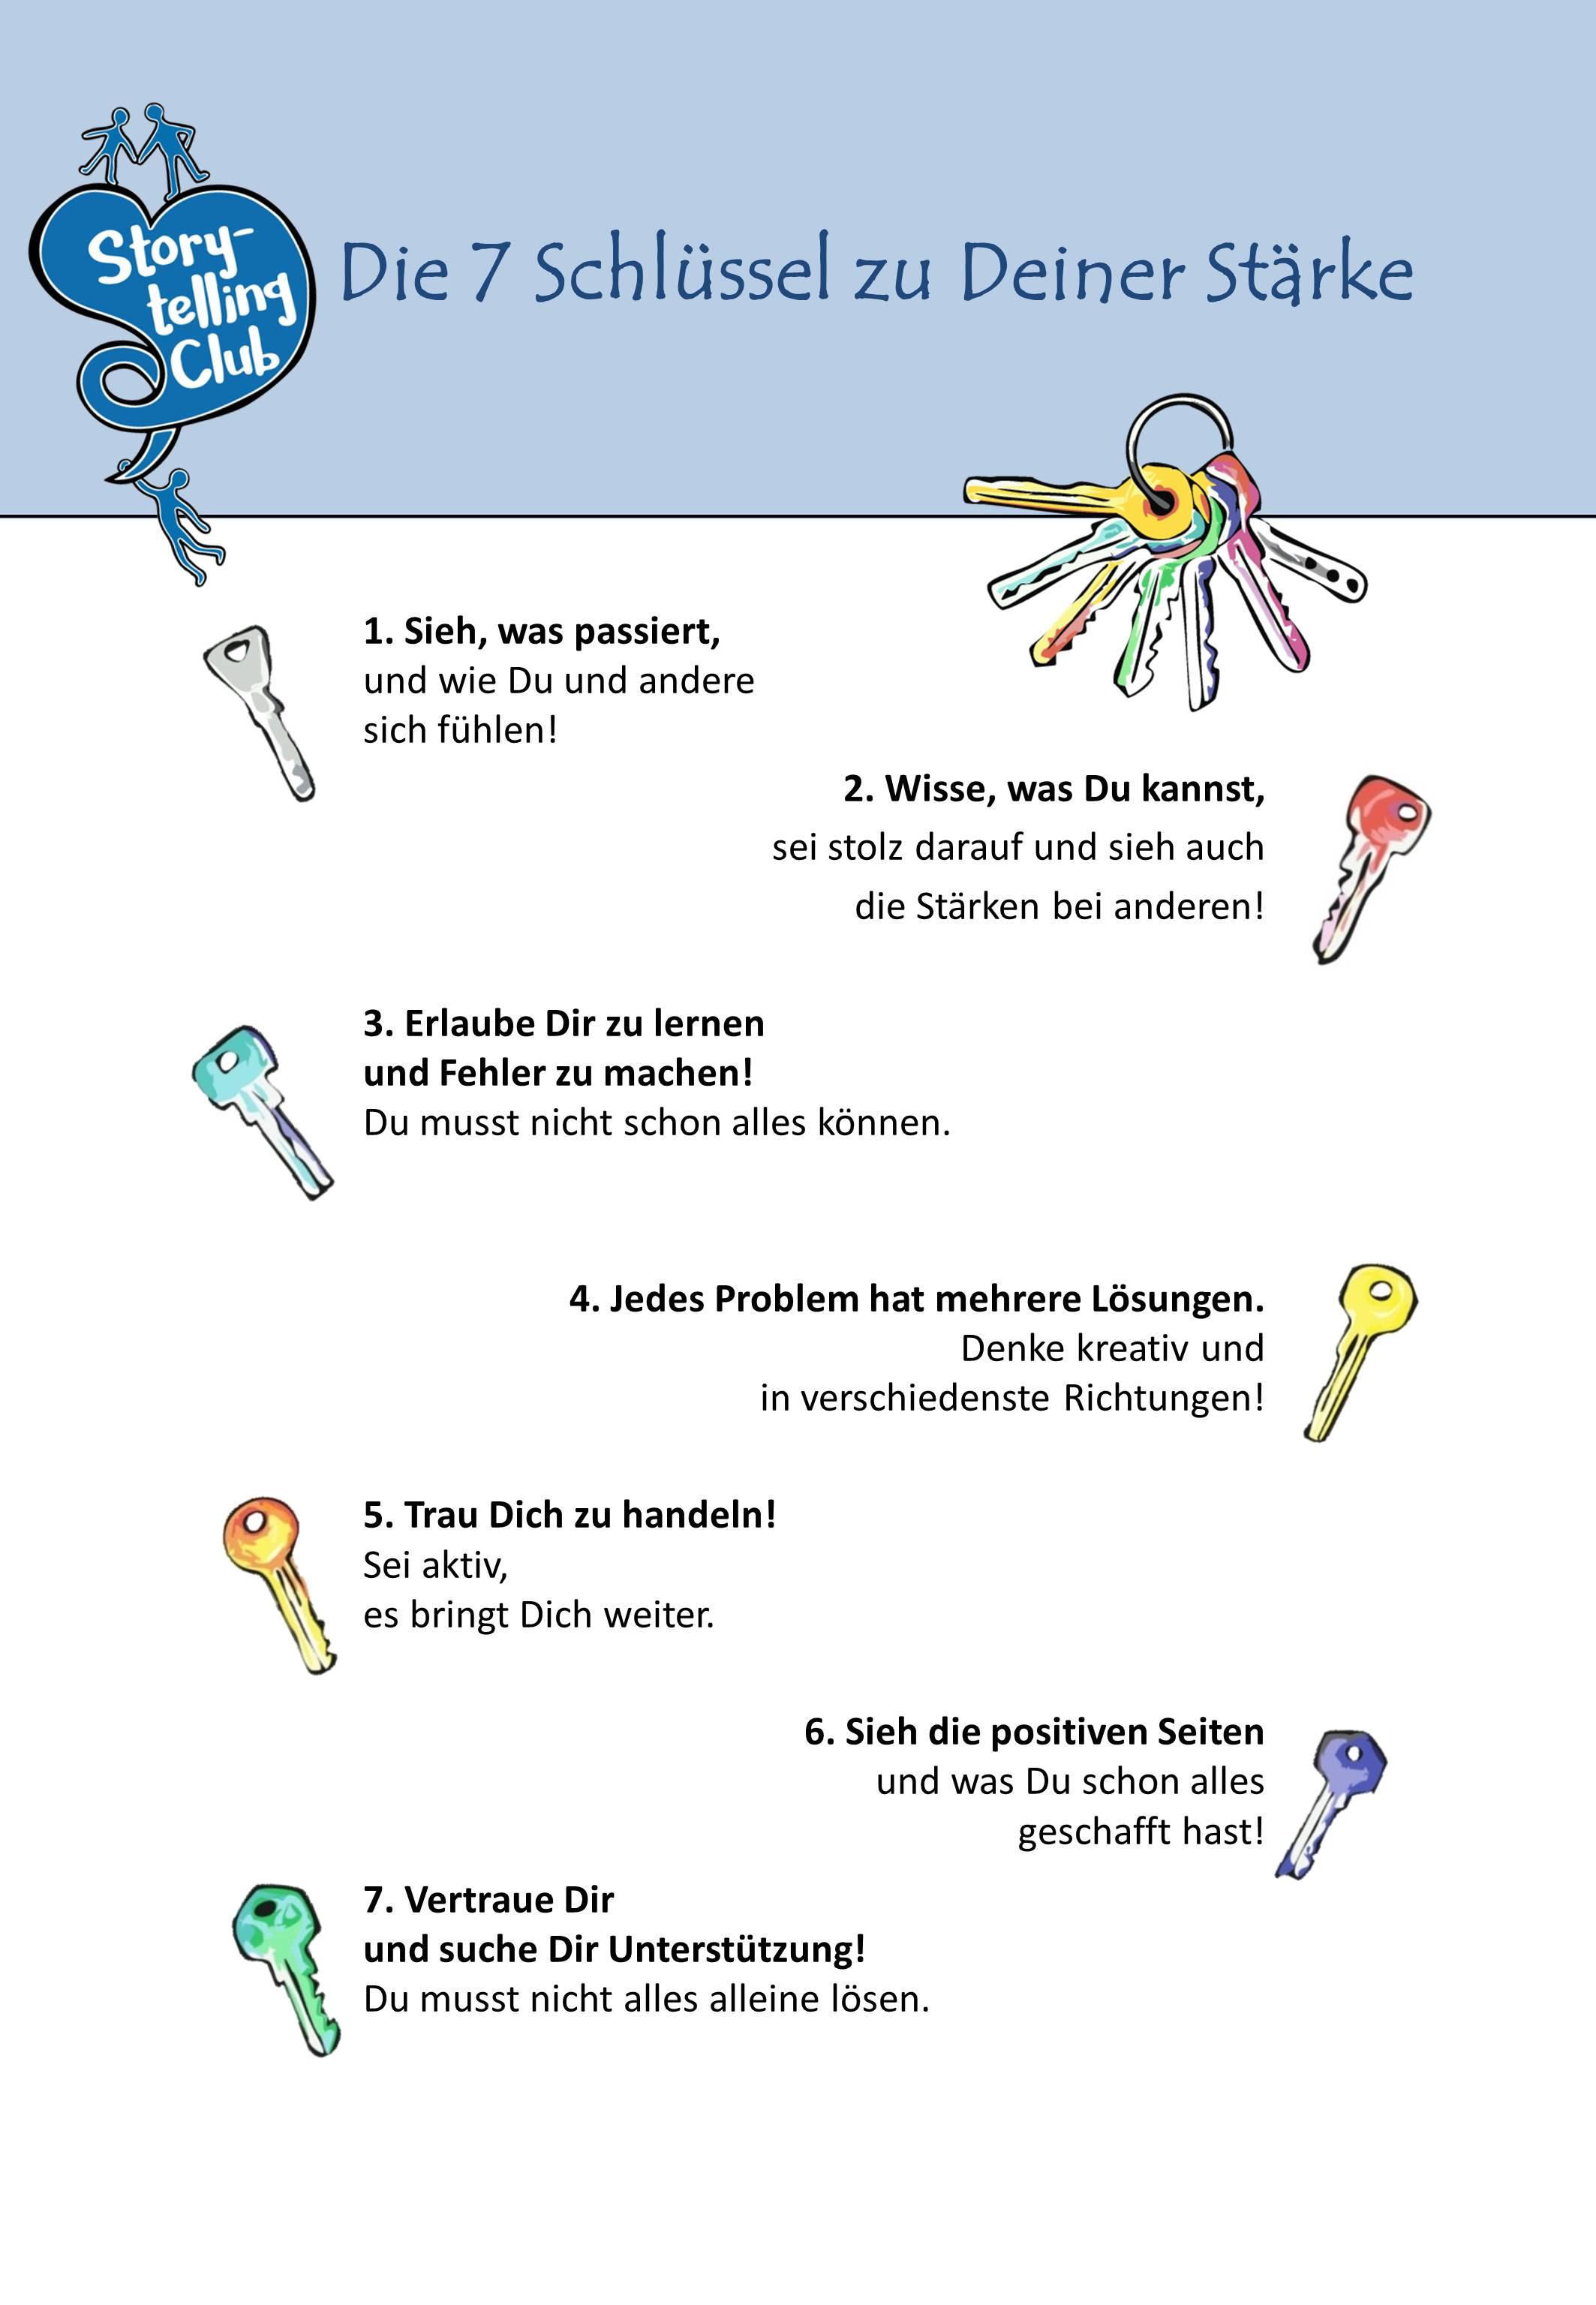 Story-
telling
Club
Die 7 Schlüssel zu Deiner Stärke
1. Sieh, was passiert,
und wie Du und andere
sich fühlen!
2. Wisse, was Du kannst,
sei stolz darauf und sieh auch
die Stärken bei anderen!
3. Erlaube Dir zu lernen
und Fehler zu machen!
Du musst nicht schon alles können.
4. Jedes Problem hat mehrere Lösungen.
Denke kreativ und
in verschiedenste Richtungen!
5. Trau Dich zu handeln!
Sei aktiv,
es bringt Dich weiter.
6. Sieh die positiven Seiten
und was Du schon alles
geschafft hast!
7. Vertraue Dir
und suche Dir Unterstützung!
Du musst nicht alles alleine lösen.